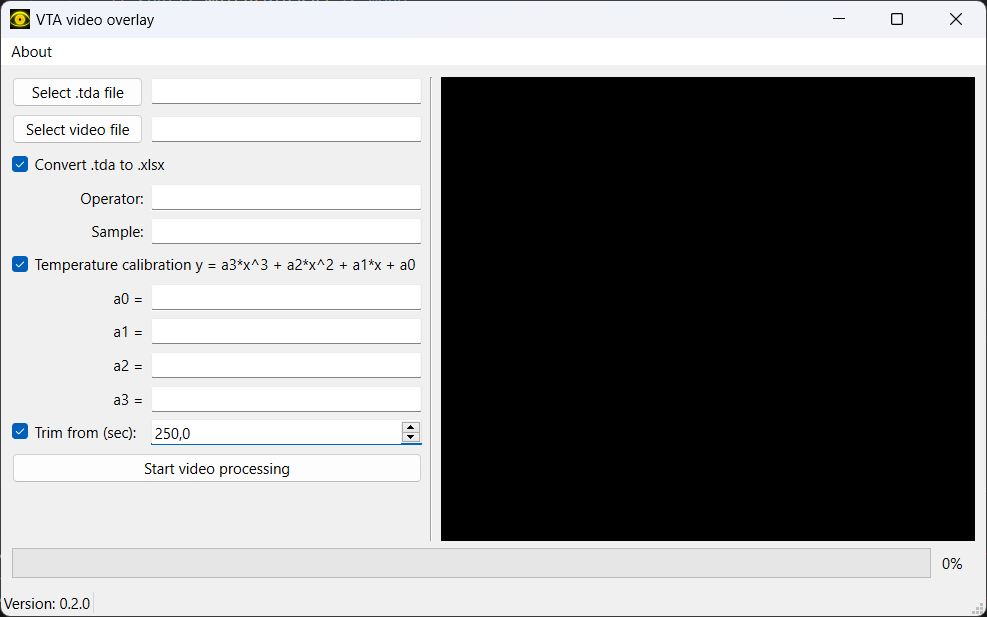 VTA video overlay
About
Select .tda file
Select video file
Convert .tda to .xlsx
Operator:
Sample:
Temperature calibration y = a3*x^3 + a2*x^2 + a1*x + a0
a0 =
a1 =
a2 =
a3 =
Trim from (sec): 250,0
Start video processing
0%
Version: 0.2.0